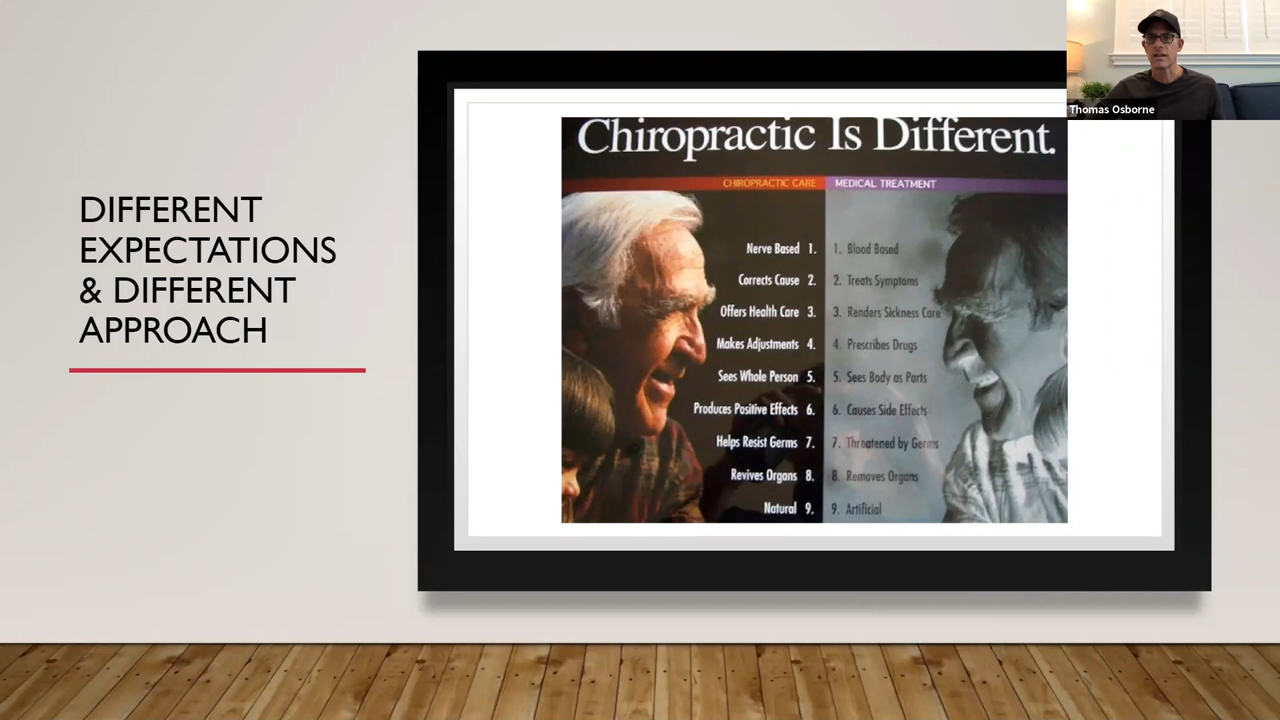 DIFFERENT
EXPECTATIONS
& DIFFERENT
APPROACH
Chiropractic Is Different.
CHIROPRACTIC CARE MEDICAL TREATMENT
Nerve Based 1. 1. Blood Based
Corrects Cause 2. 2. Treats Symptoms
Offers Health Care 3. 3. Renders Sickness Care
Makes Adjustments 4. 4. Prescribes Drugs
Sees Whole Person 5. 5. Sees Body as Parts
Produces Positive Effects 6. 6. Causes Side Effects
Helps Resist Germs 7. 7. Threatened by Germs
Revives Organs 8. 8. Removes Organs
Natural 9. 9. Artificial
Thomas Osborne